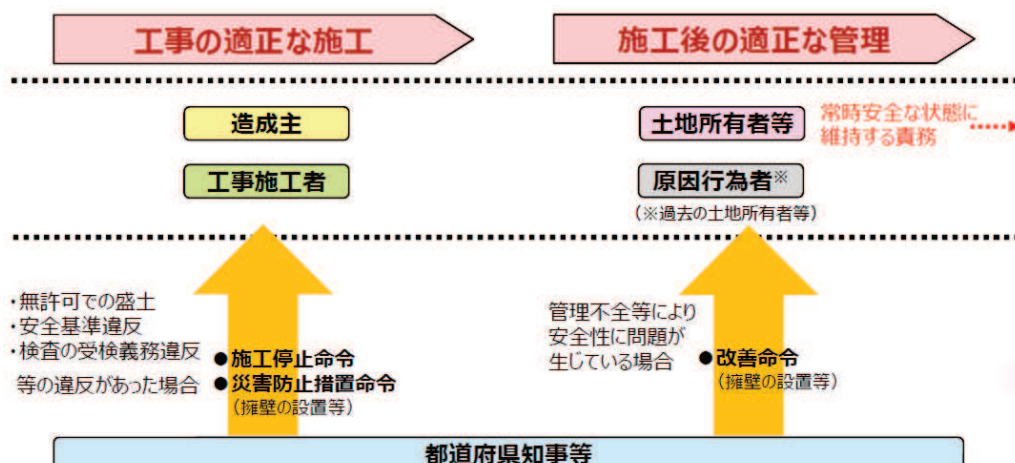 工事の適正な施工
施工後の適正な管理
造成主
工事施工者
土地所有者等
常時安全な状態に
維持する責務
原因行為者※
（※過去の土地所有者等）
・無許可での盛土
・安全基準違反
・検査の受検義務違反
等の違反があった場合
●施工停止命令
●災害防止措置命令
（擁壁の設置等）
管理不全等により
安全性に問題が
生じている場合
●改善命令
（擁壁の設置等）
都道府県知事等